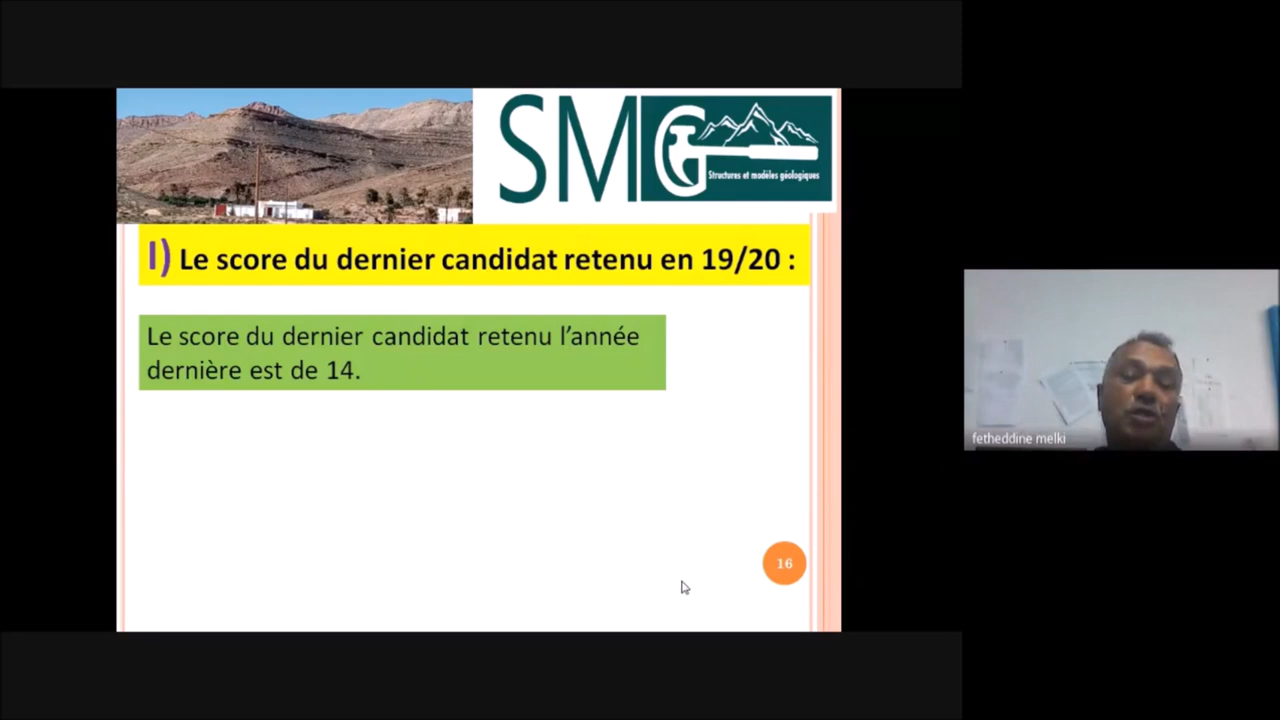 SMG
Structures et modèles géologiques
I) Le score du dernier candidat retenu en 19/20 :
Le score du dernier candidat retenu l’année
dernière est de 14.
16
fetheddine melki